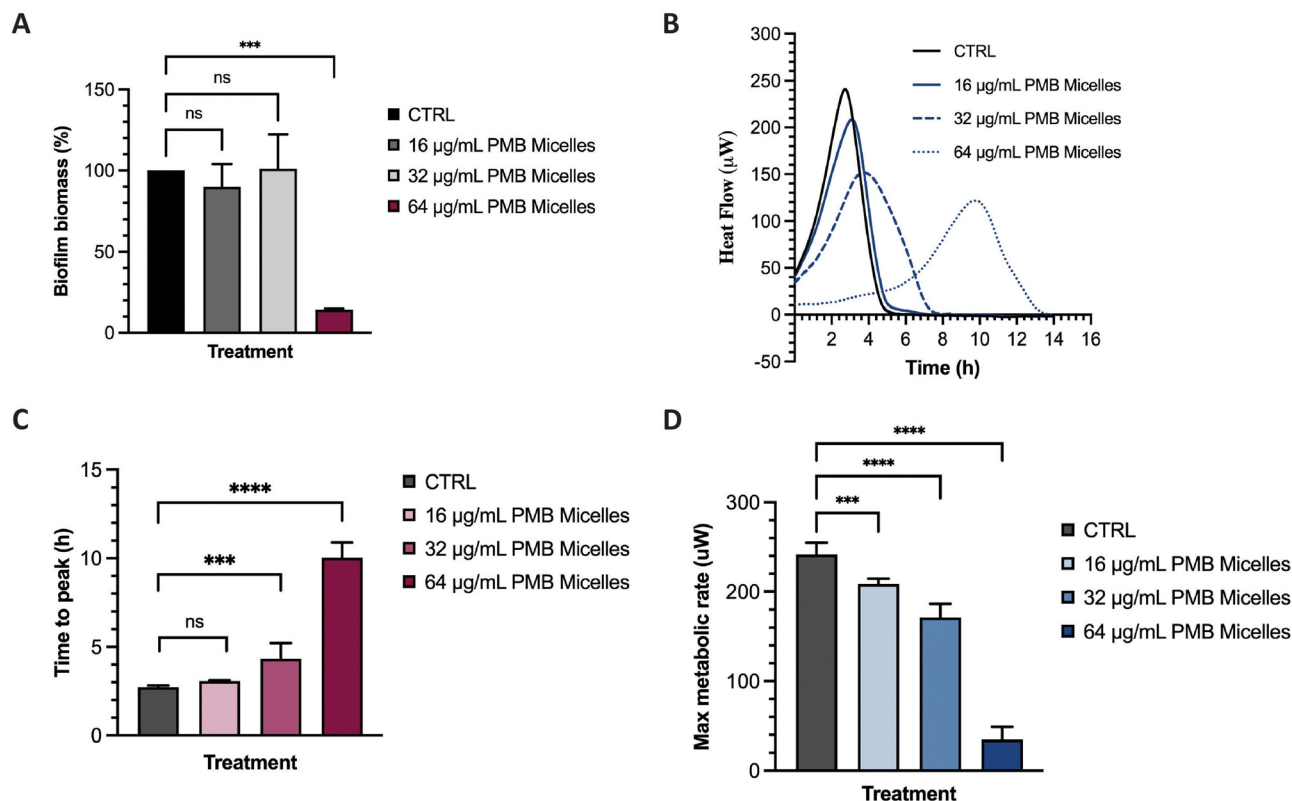 A
***
ns
ns
150
100
50
0
Biofilm biomass (%)
Treatment
CTRL
16 µg/mL PMB Micelles
32 µg/mL PMB Micelles
64 µg/mL PMB Micelles
B
300
250
200
150
100
50
0
-50
Heat Flow (µW)
2 4 6 8 10 12 14 16
Time (h)
CTRL
16 µg/mL PMB Micelles
32 µg/mL PMB Micelles
64 µg/mL PMB Micelles
C
****
***
ns
15
10
5
0
Time to peak (h)
Treatment
CTRL
16 µg/mL PMB Micelles
32 µg/mL PMB Micelles
64 µg/mL PMB Micelles
D
****
****
***
300
200
100
0
Max metabolic rate (uW)
Treatment
CTRL
16 µg/mL PMB Micelles
32 µg/mL PMB Micelles
64 µg/mL PMB Micelles